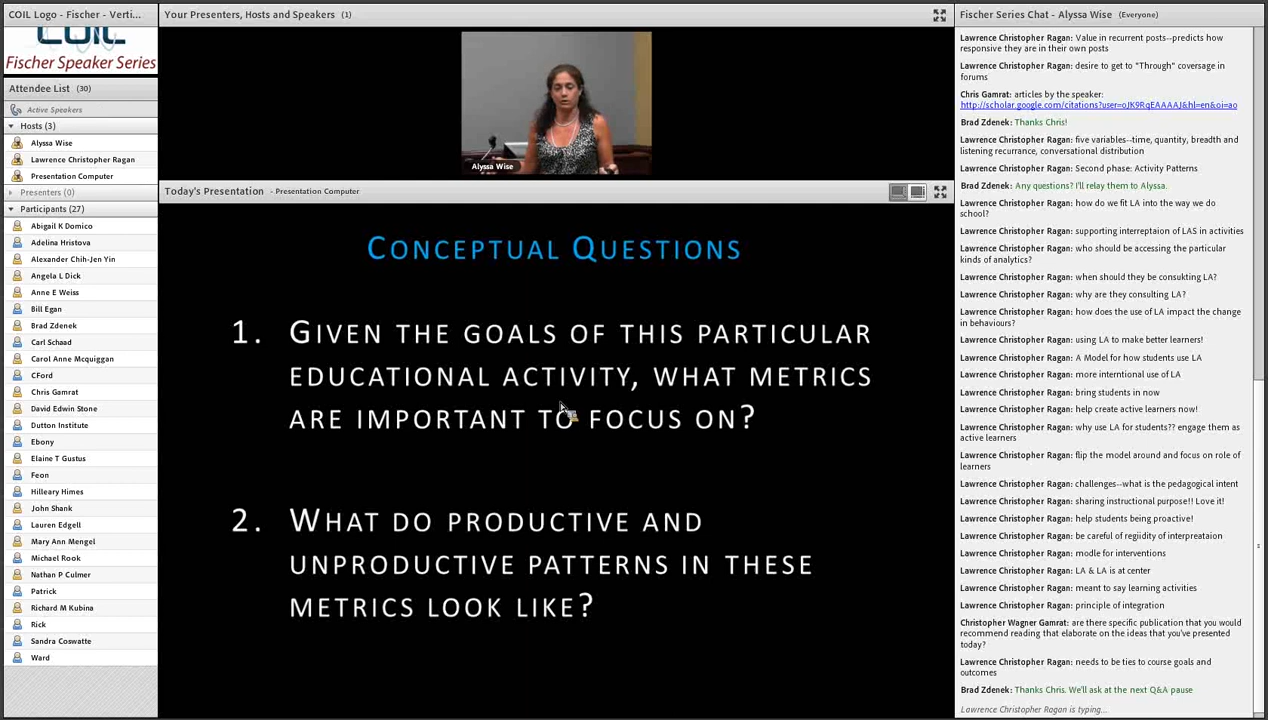 COIL Logo - Fischer - Verti...
COIL
Fischer Speaker Series
Attendee List (30)
Active Speakers
Hosts (3)
Alyssa Wise
Lawrence Christopher Ragan
Presentation Computer
Presenters (0)
Participants (27)
Abigail K Domico
Adelina Hristova
Alexander Chih-Jen Yin
Angela L Dick
Anne E Weiss
Bill Egan
Brad Zdenek
Carl Schaad
Carol Anne Mcquiggan
CFord
Chris Gamrat
David Edwin Stone
Dutton Institute
Ebony
Elaine T Gustus
Feon
Hilleary Himes
John Shank
Lauren Edgell
Mary Ann Mengel
Michael Rook
Nathan P Culmer
Patrick
Richard M Kubina
Rick
Sandra Coswatte
Ward
Your Presenters, Hosts and Speakers (1)
Alyssa Wise
Today's Presentation - Presentation Computer
CONCEPTUAL QUESTIONS
1. GIVEN THE GOALS OF THIS PARTICULAR
EDUCATIONAL ACTIVITY, WHAT METRICS
ARE IMPORTANT TO FOCUS ON?
2. WHAT DO PRODUCTIVE AND
UNPRODUCTIVE PATTERNS IN THESE
METRICS LOOK LIKE?
Fischer Series Chat - Alyssa Wise (Everyone)
Lawrence Christopher Ragan: Value in recurrent posts--predicts how
responsive they are in their own posts
Lawrence Christopher Ragan: desire to get to "Through" coversage in
forums
Chris Gamrat: articles by the speaker:
http://scholar.google.com/citations?user=oJK9RqEAAAAJ&hl=en&oi=ao
Brad Zdenek: Thanks Chris!
Lawrence Christopher Ragan: five variables--time, quantity, breadth and
listening recurrance, conversational distribution
Lawrence Christopher Ragan: Second phase: Activity Patterns
Brad Zdenek: Any questions? I'll relay them to Alyssa.
Lawrence Christopher Ragan: how do we fit LA into the way we do
school?
Lawrence Christopher Ragan: supporting interreptaion of LAS in activities
Lawrence Christopher Ragan: who should be accessing the particular
kinds of analytics?
Lawrence Christopher Ragan: when should they be consukting LA?
Lawrence Christopher Ragan: why are they consulting LA?
Lawrence Christopher Ragan: how does the use of LA impact the change
in behaviours?
Lawrence Christopher Ragan: using LA to make better learners!
Lawrence Christopher Ragan: A Model for how students use LA
Lawrence Christopher Ragan: more interntional use of LA
Lawrence Christopher Ragan: bring students in now
Lawrence Christopher Ragan: help create active learners now!
Lawrence Christopher Ragan: why use LA for students?? engage them as
active learners
Lawrence Christopher Ragan: flip the model around and focus on role of
learners
Lawrence Christopher Ragan: challenges--what is the pedagogical intent
Lawrence Christopher Ragan: sharing instructional purpose!! Love it!
Lawrence Christopher Ragan: help students being proactive!
Lawrence Christopher Ragan: be careful of regiidity of interpreataion
Lawrence Christopher Ragan: modle for interventions
Lawrence Christopher Ragan: LA & LA is at center
Lawrence Christopher Ragan: meant to say learning activities
Lawrence Christopher Ragan: principle of integration
Christopher Wagner Gamrat: are there specific publication that you would
recommend reading that elaborate on the ideas that you've presented
today?
Lawrence Christopher Ragan: needs to be ties to course goals and
outcomes
Brad Zdenek: Thanks Chris. We'll ask at the next Q&A pause
Lawrence Christopher Ragan is typing...